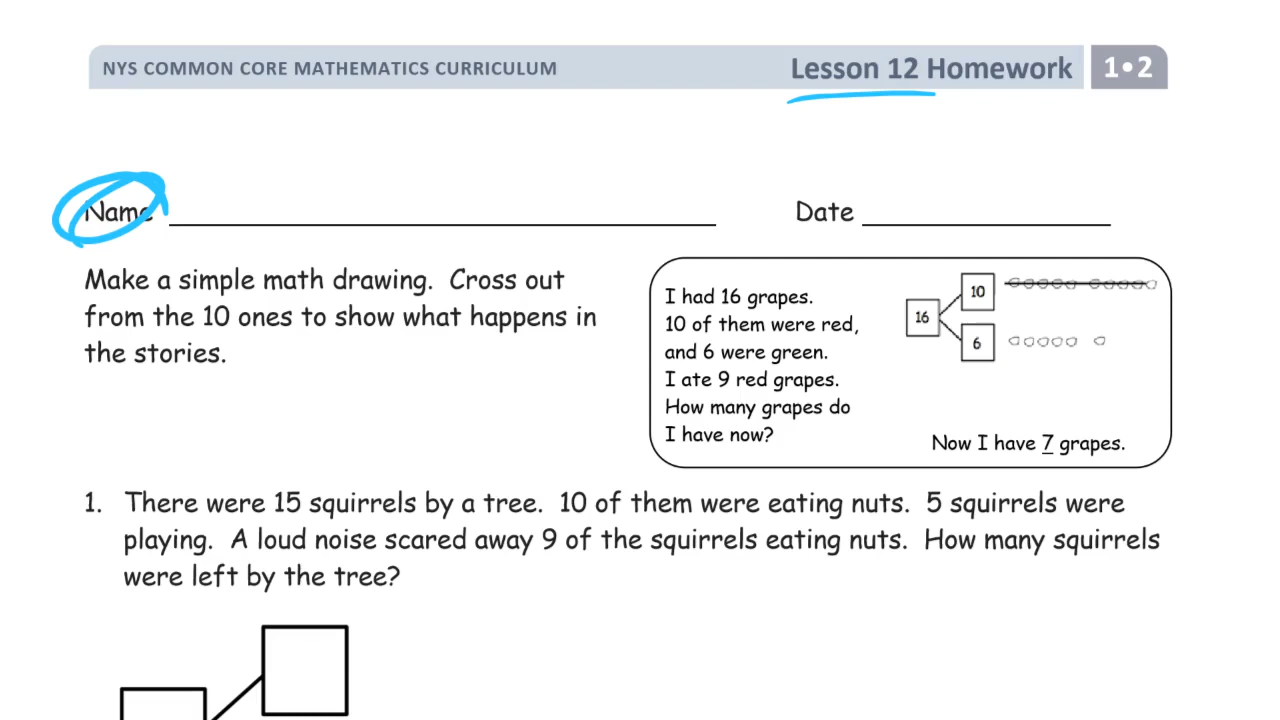 NYS COMMON CORE MATHEMATICS CURRICULUM
Lesson 12 Homework
1•2
Name
Date
Make a simple math drawing. Cross out
from the 10 ones to show what happens in
the stories.
I had 16 grapes.
10 of them were red,
and 6 were green.
I ate 9 red grapes.
How many grapes do
I have now?
16
10
6
Now I have 7 grapes.
1. There were 15 squirrels by a tree. 10 of them were eating nuts. 5 squirrels were
playing. A loud noise scared away 9 of the squirrels eating nuts. How many squirrels
were left by the tree?